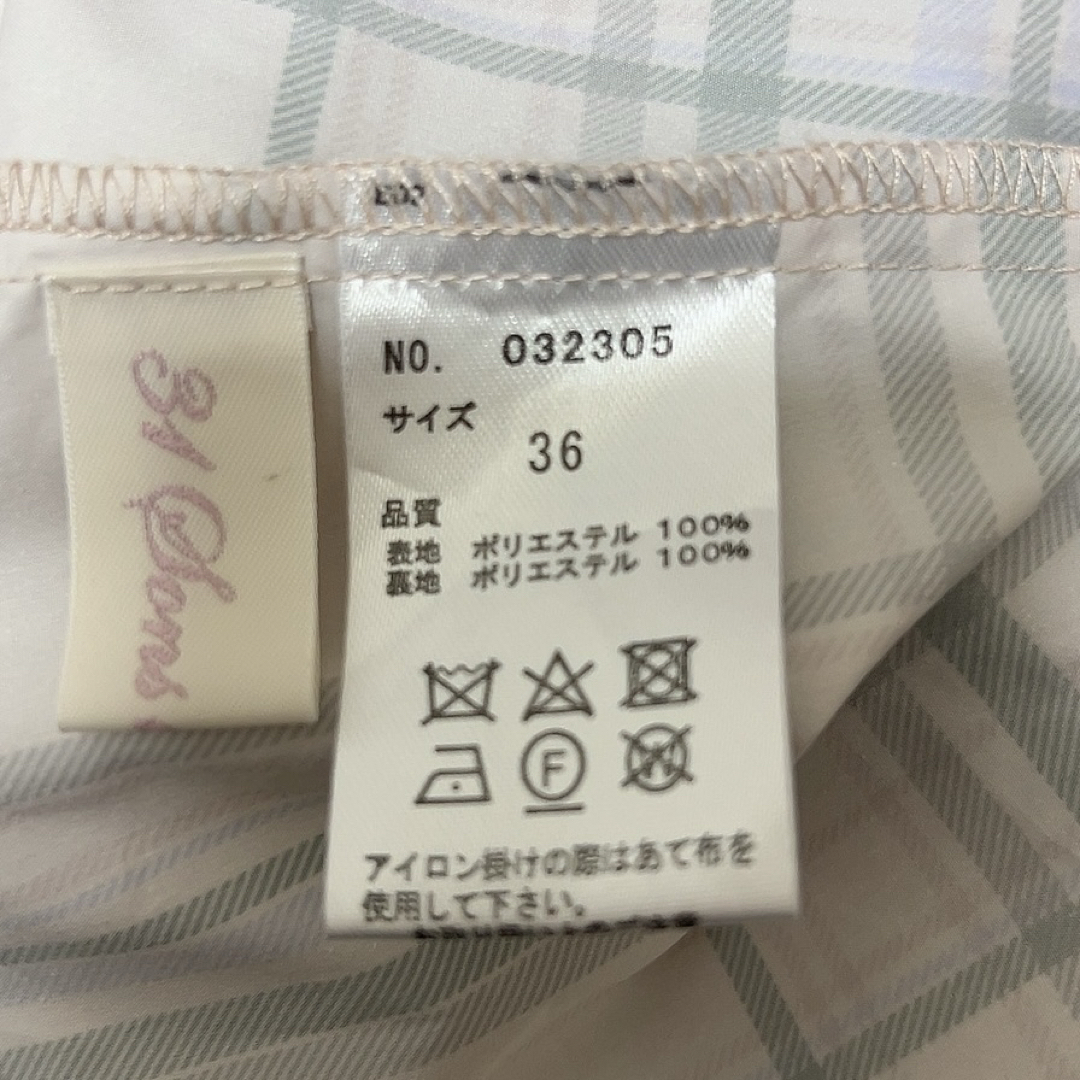 NO. 032305
サイズ
36
品質
表地 ポリエステル 100%
裏地 ポリエステル 100%
F
W
アイロン掛けの際はあて布を
使用して下さい。
31 Sons